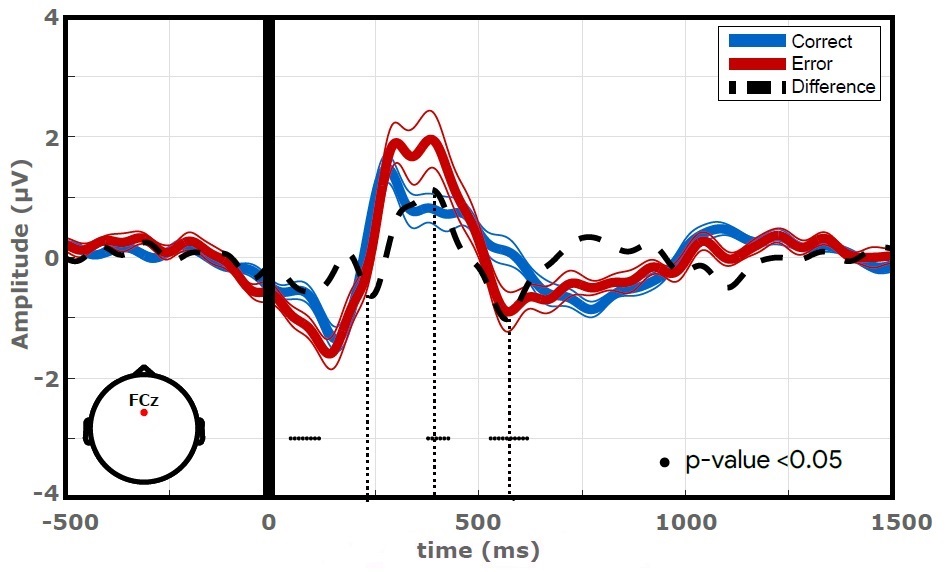 4
2
0
-2
-4
Amplitude (µV)
Correct
Error
Difference
FCz
p-value <0.05
-500 0 500 1000 1500
time (ms)